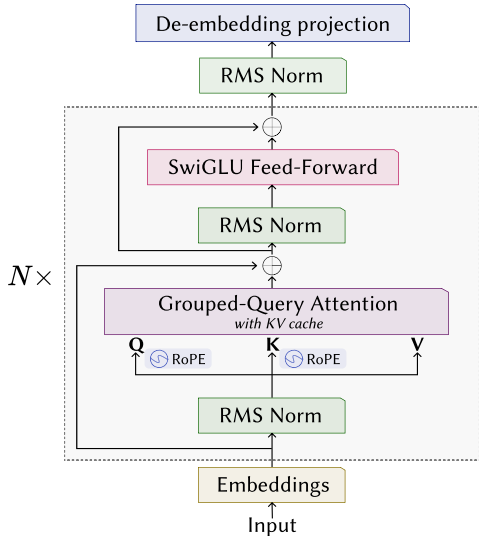 De-embedding projection
RMS Norm
SwiGLU Feed-Forward
RMS Norm
N×
Grouped-Query Attention
with KV cache
Q RoPE K RoPE V
RMS Norm
Embeddings
Input